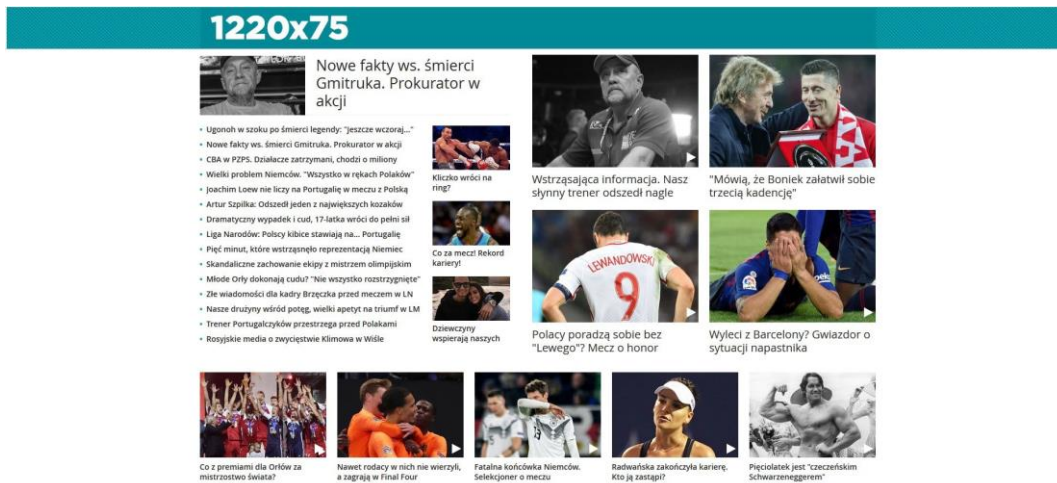 1220x75
Nowe fakty ws. śmierci
Gmitruka. Prokurator w
akcji
Ugonoh w szoku po śmierci legendy: "jeszcze wczoraj..."
Nowe fakty ws. śmierci Gmitruka. Prokurator w akcji
CBA w PZPS. Działacze zatrzymani, chodzi o miliony
Wielki problem Niemców. "Wszystko w rękach Polaków"
Joachim Loew nie liczy na Portugalię w meczu z Polską
Artur Szpilka: Odszedł jeden z największych kozaków
Dramatyczny wypadek i cud, 17-latka wróci do pełni sił
Liga Narodów: Polscy kibice stawiają na... Portugalię
Pięć minut, które wstrząsnęło reprezentacją Niemiec
Skandaliczne zachowanie ekipy z mistrzem olimpijskim
Młode Orły dokonają cudu? "Nie wszystko rozstrzygnięte"
Złe wiadomości dla kadry Brzęczka przed meczem w LN
Nasze drużyny wśród potęg, wielki apetyt na triumf w LM
Trener Portugalczyków przestrzega przed Polakami
Rosyjskie media o zwycięstwie Klimowa w Wiśle
Kliczko wróci na
ring?
Co za mecz! Rekord
kariery!
Dziewczyny
wspierają naszych
Wstrząsająca informacja. Nasz
słynny trener odszedł nagle
"Mówią, że Boniek załatwił sobie
trzecią kadencję"
LEWANDOWSKI
9
Polacy poradzą sobie bez
"Lewego"? Mecz o honor
Wyleci z Barcelony? Gwiazdor o
sytuacji napastnika
Co z premiami dla Orłów za
mistrzostwo świata?
Nawet rodacy w nich nie wierzyli,
a zagrają w Final Four
13
Fatalna końcówka Niemców.
Selekcjoner o meczu
Radwańska zakończyła karierę.
Kto ją zastąpi?
Pięciolatek jest "czeczeńskim
Schwarzeneggerem"